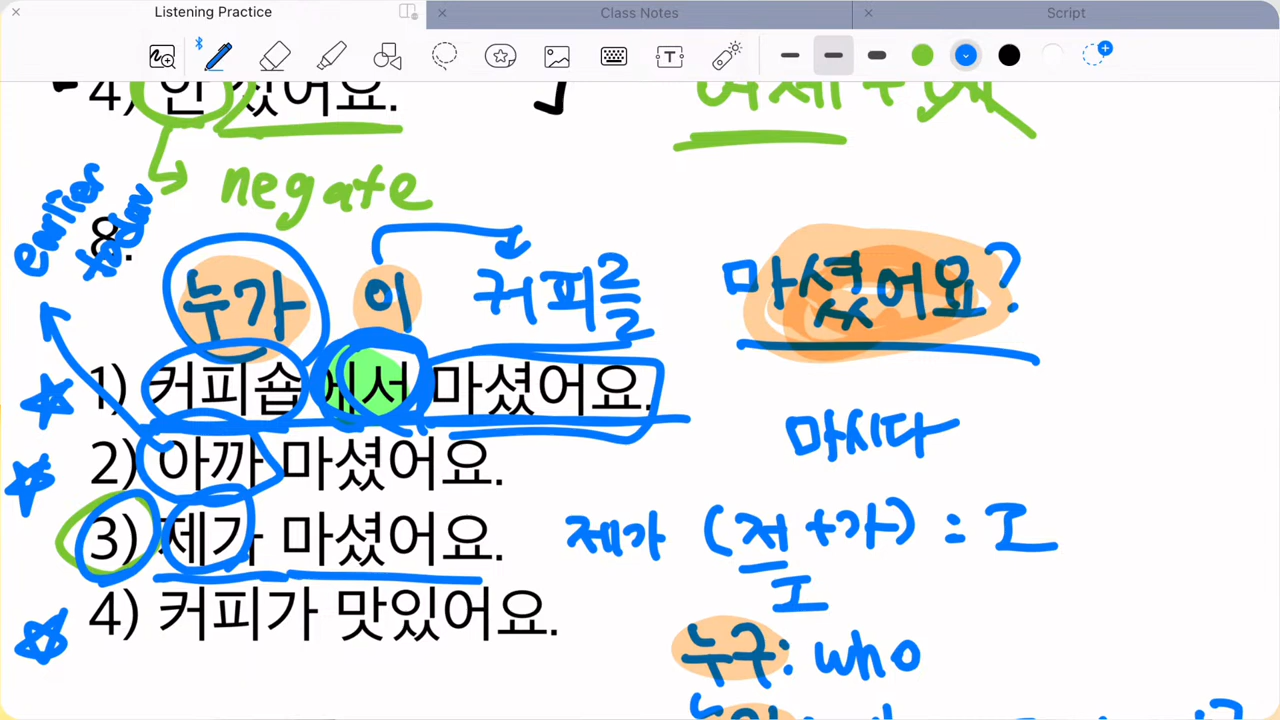 Listening Practice Class Notes Script
4) 안 샀어요.
negate
earlier today
8.
누가 이 커피를 마셨어요?
1) 커피숍에서 마셨어요.
마시다
2) 아까 마셨어요.
3) 제가 마셨어요.
제가 (저+가) = I
I
4) 커피가 맛있어요.
누구: who